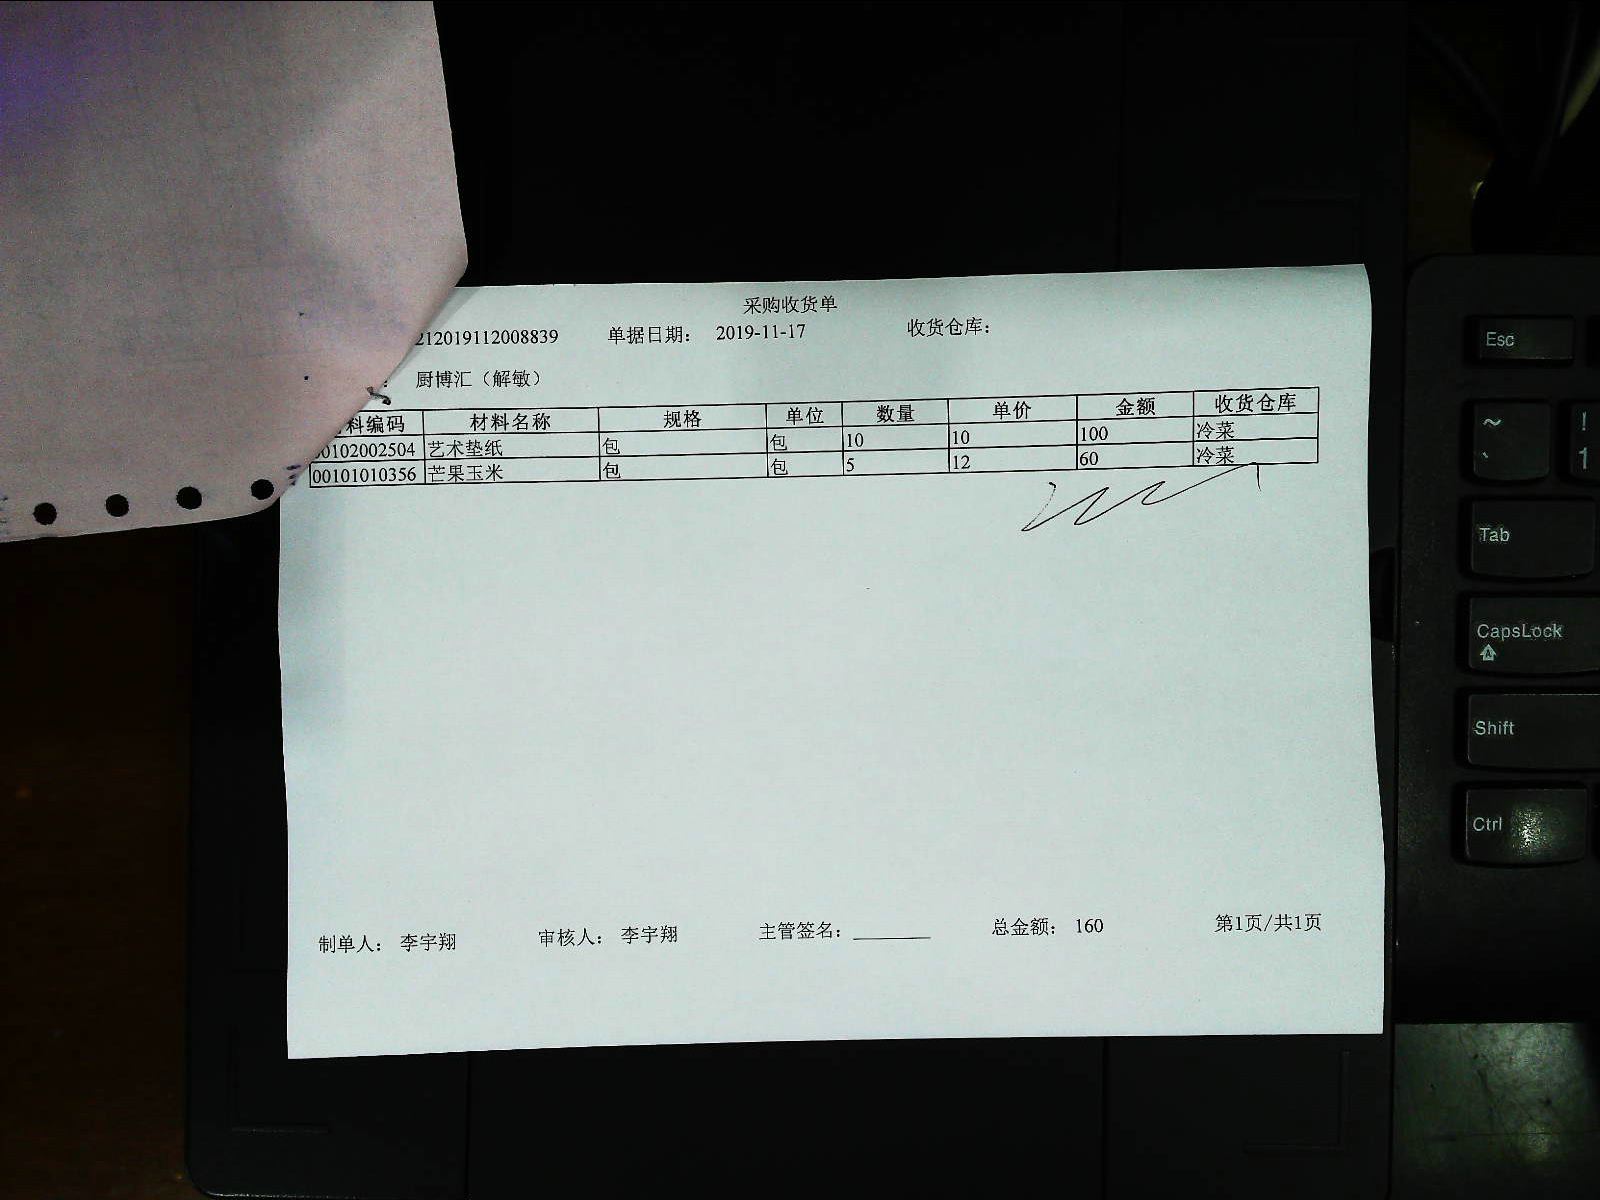 采购收货单
212019112008839 单据日期: 2019-11-17 收货仓库:
: 厨博汇（解敏）
料编码 材料名称 规格 单位 数量 单价 金额 收货仓库
00102002504 艺术垫纸 包 包 10 10 100 冷菜
00101010356 芒果玉米 包 包 5 12 60 冷菜
制单人: 李宇翔 审核人: 李宇翔 主管签名: 总金额: 160 第1页/共1页
Esc
~ !
` 1
Tab
CapsLock
Shift
Ctrl